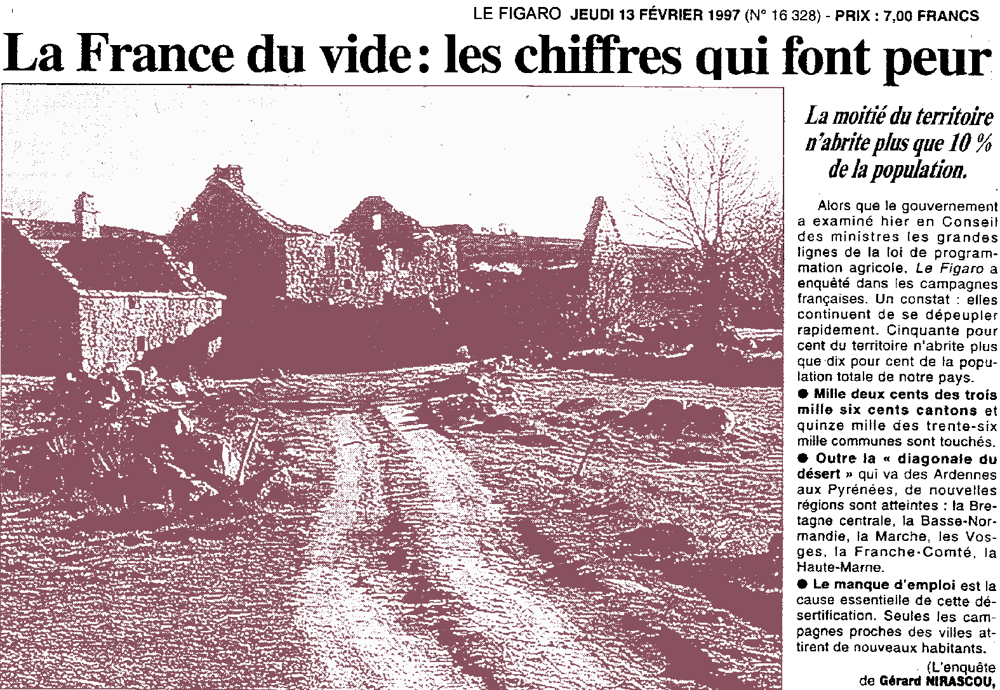 LE FIGARO JEUDI 13 FÉVRIER 1997 (N° 16 328) - PRIX : 7,00 FRANCS
La France du vide : les chiffres qui font peur
La moitié du territoire
n'abrite plus que 10 %
de la population.
Alors que le gouvernement
a examiné hier en Conseil
des ministres les grandes
lignes de la loi de program-
mation agricole, Le Figaro a
enquêté dans les campagnes
françaises. Un constat : elles
continuent de se dépeupler
rapidement. Cinquante pour
cent du territoire n'abrite plus
que dix pour cent de la popu-
lation totale de notre pays.
● Mille deux cents des trois
mille six cents cantons et
quinze mille des trente-six
mille communes sont touchés.
● Outre la « diagonale du
désert » qui va des Ardennes
aux Pyrénées, de nouvelles
régions sont atteintes : la Bre-
tagne centrale, la Basse-Nor-
mandie, la Marche, les Vos-
ges, la Franche-Comté, la
Haute-Marne.
● Le manque d'emploi est la
cause essentielle de cette dé-
sertification. Seules les cam-
pagnes proches des villes at-
tirent de nouveaux habitants.
(L'enquête
de Gérard NIRASCOU,